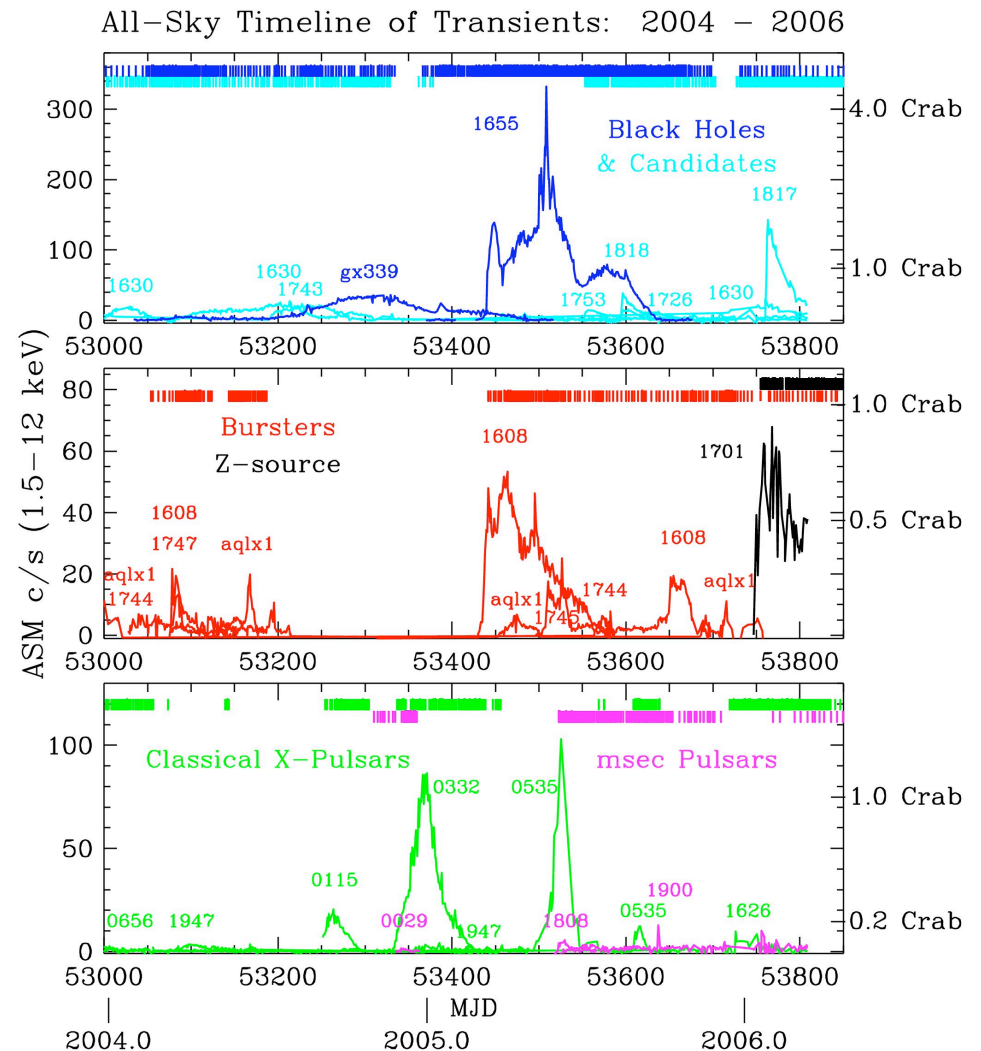 All-Sky Timeline of Transients: 2004 - 2006
ASM c/s (1.5-12 keV)
300
200
100
0
4.0 Crab
1.0 Crab
1655
Black Holes
& Candidates
1817
1630
1630
1743
gx339
1818
1753
1726
1630
53000 53200 53400 53600 53800
80
60
40
20
0
1.0 Crab
0.5 Crab
Bursters
Z-source
1608
1701
1608
1747
aqlx1
aqlx1
1744
1608
aqlx1
1745
1744
aqlx1
53000 53200 53400 53600 53800
100
50
0
1.0 Crab
0.2 Crab
Classical X-Pulsars
msec Pulsars
0332
0535
0115
1900
0656
1947
0029
1947
1808
0535
1626
53000 53200 53400 53600 53800
MJD
2004.0 2005.0 2006.0